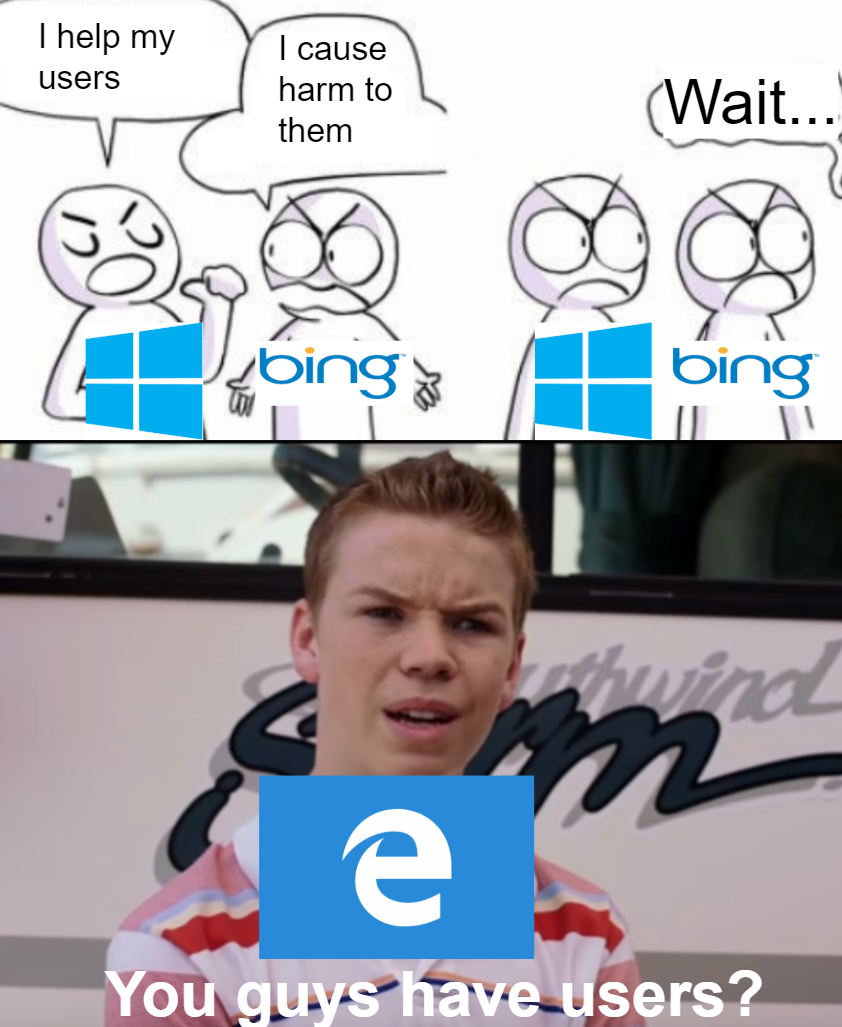 I help my
users
I cause
harm to
them
Wait...
bing
bing
You guys have users?